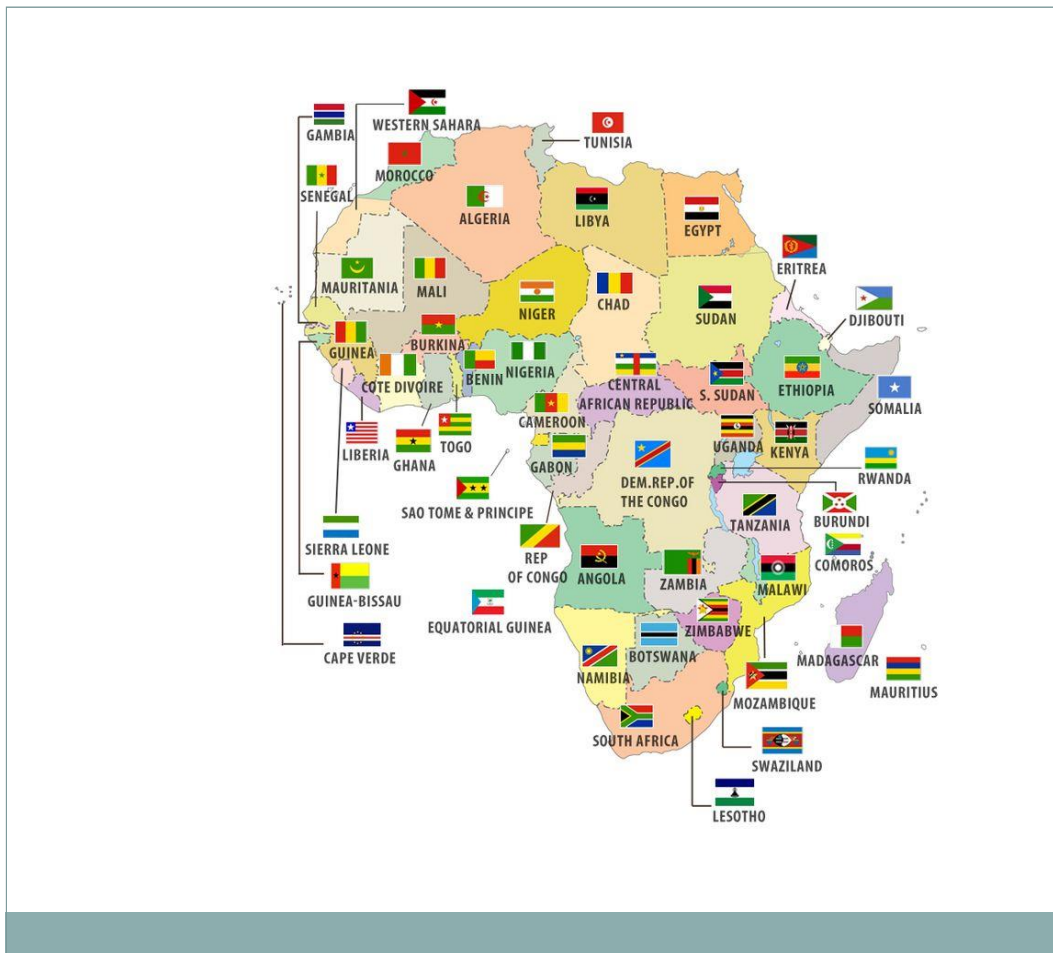 WESTERN SAHARA
GAMBIA
TUNISIA
MOROCCO
SENEGAL
ALGERIA
LIBYA
EGYPT
ERITREA
MAURITANIA
MALI
NIGER
CHAD
SUDAN
DJIBOUTI
GUINEA
BURKINA
BENIN
NIGERIA
COTE DIVOIRE
CENTRAL
AFRICAN REPUBLIC
S. SUDAN
ETHIOPIA
SOMALIA
LIBERIA
GHANA
TOGO
CAMEROON
GABON
UGANDA
KENYA
DEM.REP.OF
THE CONGO
RWANDA
SAO TOME & PRINCIPE
TANZANIA
BURUNDI
SIERRA LEONE
REP
OF CONGO
ANGOLA
ZAMBIA
MALAWI
COMOROS
GUINEA-BISSAU
EQUATORIAL GUINEA
ZIMBABWE
BOTSWANA
CAPE VERDE
NAMIBIA
MADAGASCAR
MAURITIUS
MOZAMBIQUE
SOUTH AFRICA
SWAZILAND
LESOTHO